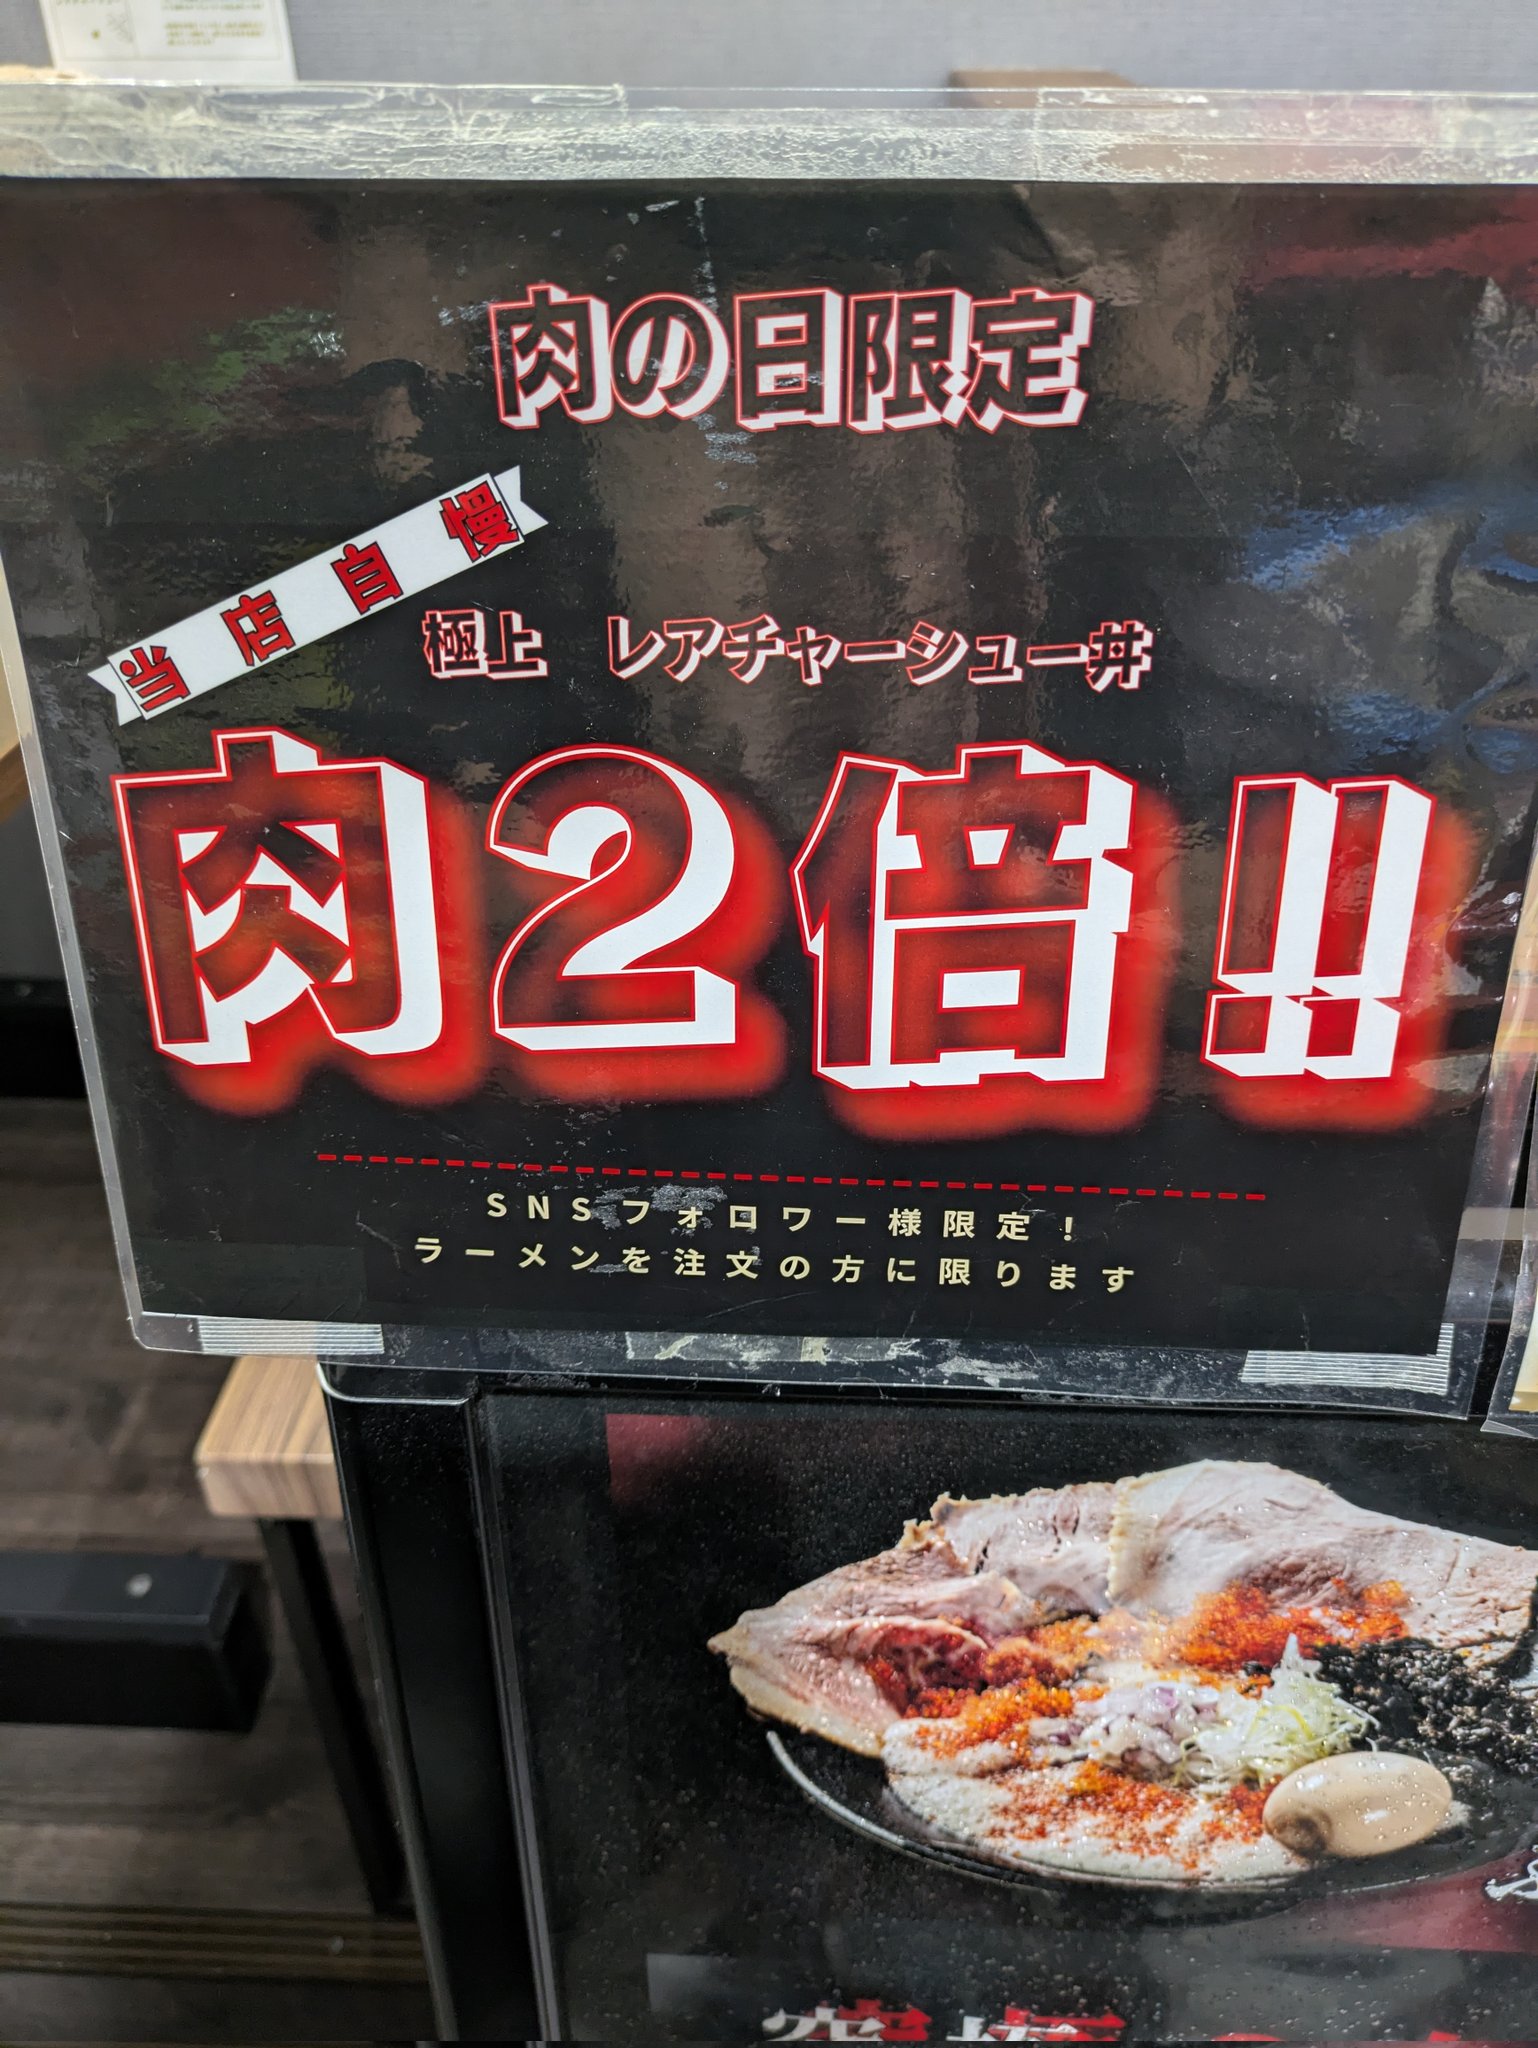 肉の日限定
当店自慢
極上 レアチャーシュー丼
肉2倍!!
SNSフォロワー様限定!
ラーメンを注文の方に限ります